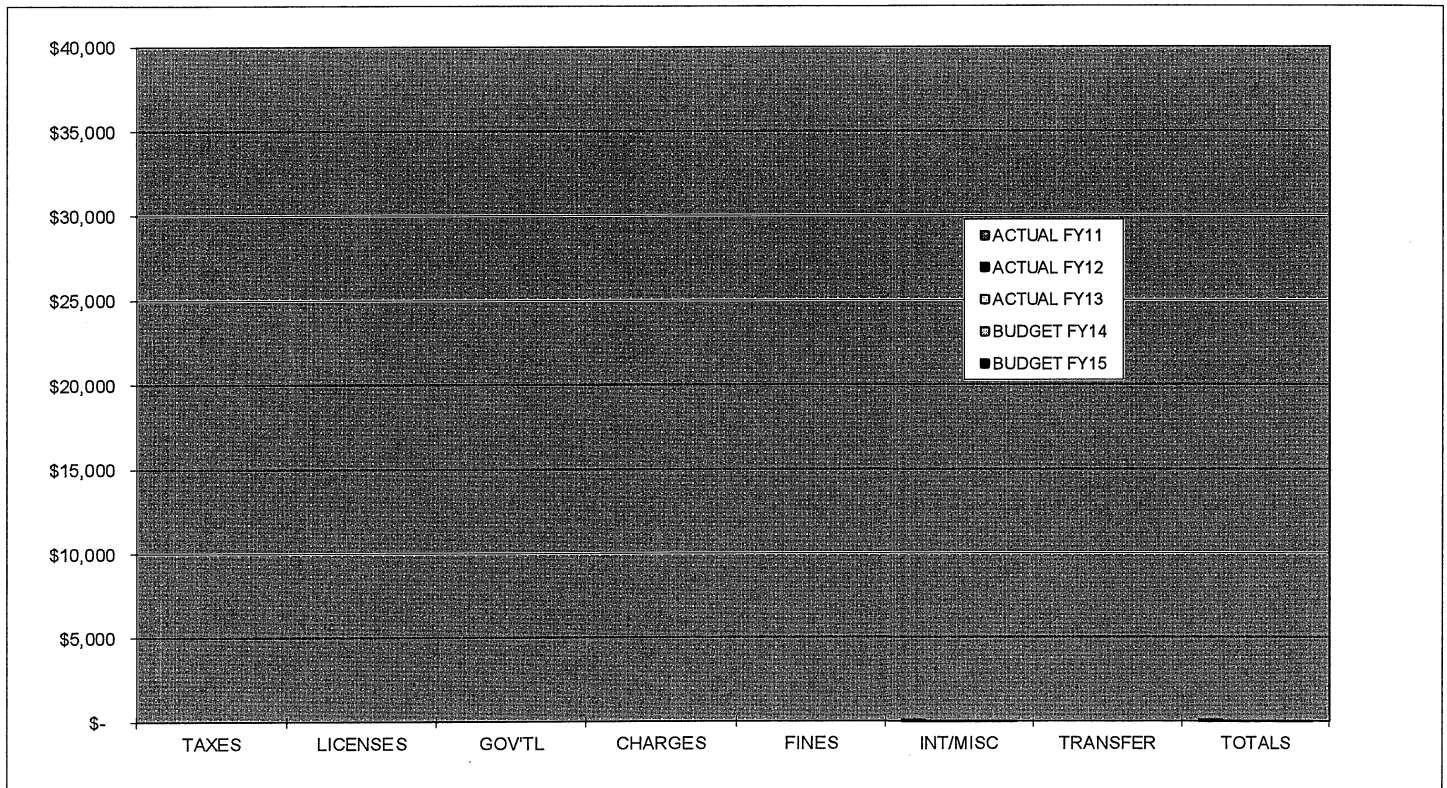 $40,000
$35,000
$30,000
$25,000
$20,000
$15,000
$10,000
$5,000
$-
ACTUAL FY11
ACTUAL FY12
ACTUAL FY13
BUDGET FY14
BUDGET FY15
TAXES LICENSES GOV'TL CHARGES FINES INT/MISC TRANSFER TOTALS